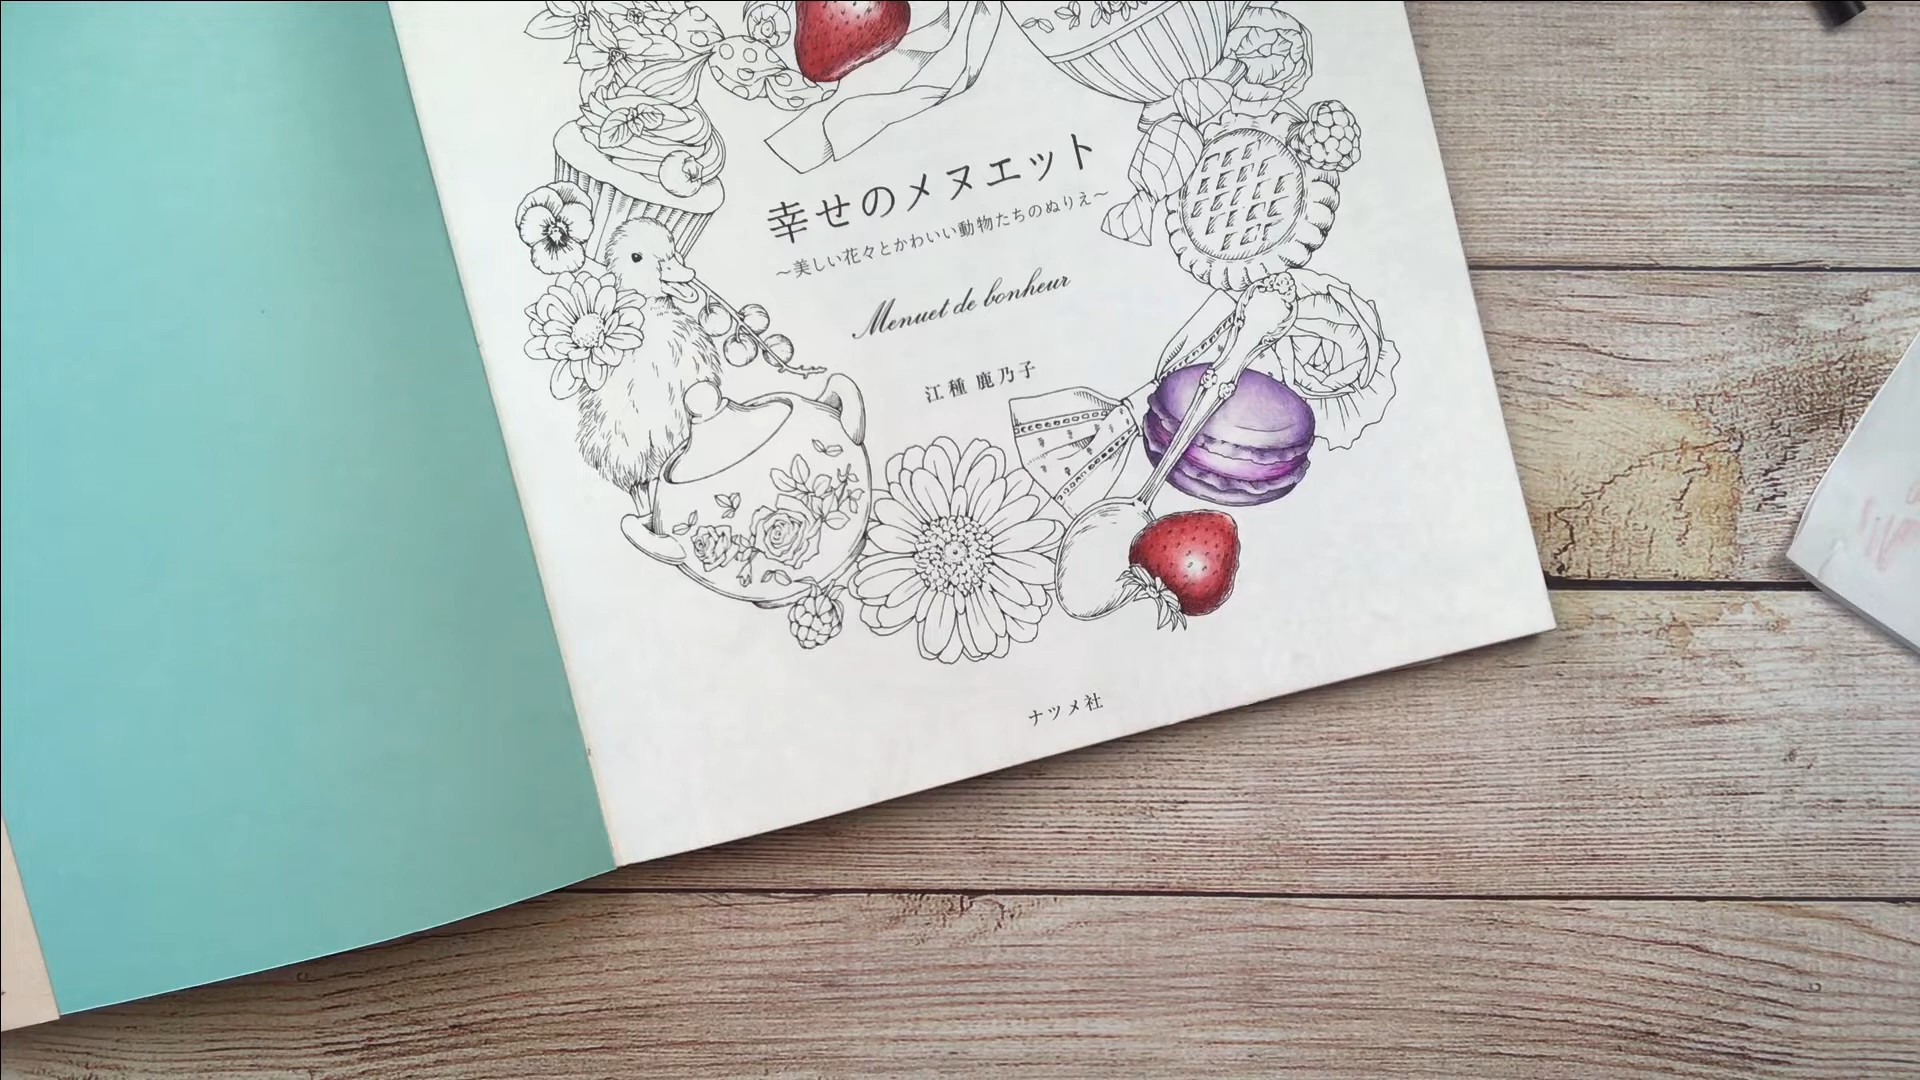 幸せのメヌエット
～美しい花々とかわいい動物たちのぬりえ～
Menuet de bonheur
江種 鹿乃子
ナツメ社